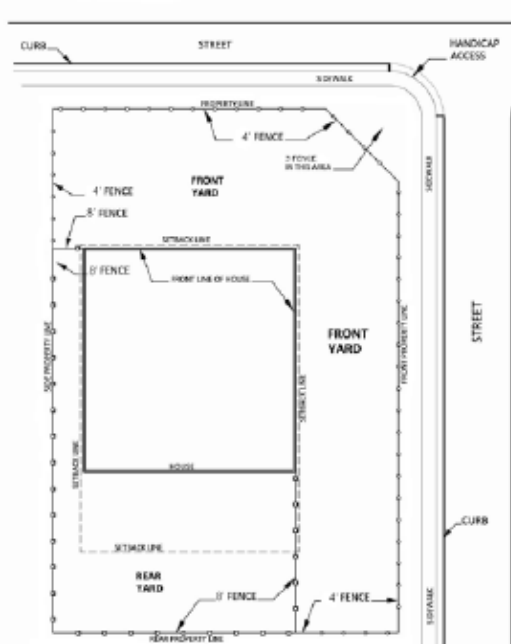 CURB
STREET
HANDICAP
ACCESS
SIDEWALK
PROPERTY LINE
4' FENCE
3 FENCE
IN THIS AREA
FRONT
YARD
4' FENCE
8' FENCE
SETBACK LINE
8' FENCE
FRONT LINE OF HOUSE
SIDEWALK
STREET
FRONT
YARD
FRONT PROPERTY LINE
SIDE PROPERTY LINE
SETBACK LINE
SETBACK LINE
HOUSE
CURB
SETBACK LINE
REAR
YARD
8' FENCE
4' FENCE
SIDEWALK
REAR PROPERTY LINE